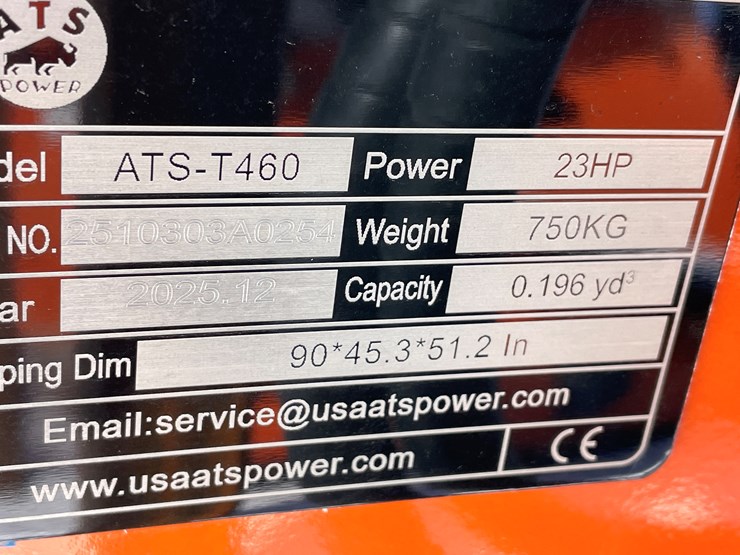 ATS
POWER
del ATS-T460 Power 23HP
NO. 2510303A0254 Weight 750KG
ar 2025.12 Capacity 0.196 yd³
ping Dim 90*45.3*51.2 In
Email:service@usaatspower.com
www.usaatspower.com CE